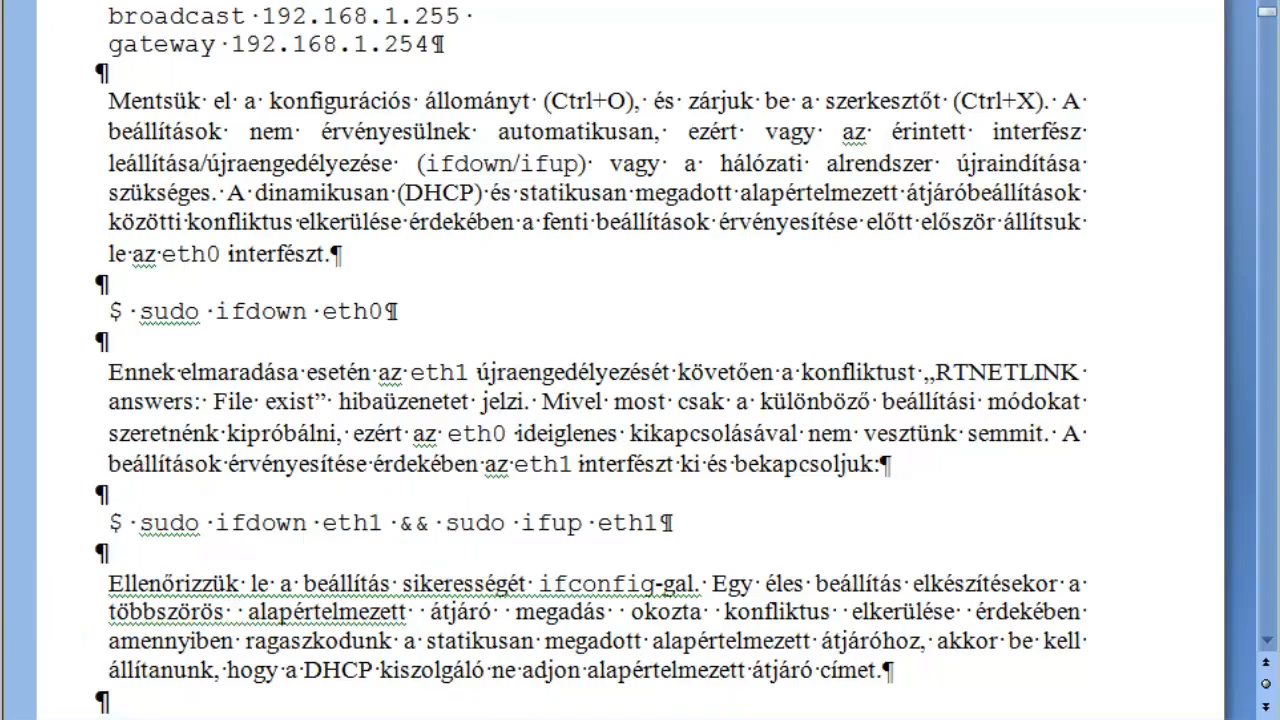 broadcast 192.168.1.255
gateway 192.168.1.254¶
¶
Mentsük el a konfigurációs állományt (Ctrl+O), és zárjuk be a szerkesztőt (Ctrl+X). A
beállítások nem érvényesülnek automatikusan, ezért vagy az érintett interfész
leállítása/újraengedélyezése (ifdown/ifup) vagy a hálózati alrendszer újraindítása
szükséges. A dinamikusan (DHCP) és statikusan megadott alapértelmezett átjáróbeállítások
közötti konfliktus elkerülése érdekében a fenti beállítások érvényesítése előtt először állítsuk
le az eth0 interfészt.¶
¶
$ sudo ifdown eth0¶
¶
Ennek elmaradása esetén az eth1 újraengedélyezését követően a konfliktust „RTNETLINK
answers: File exist” hibaüzenetet jelzi. Mivel most csak a különböző beállítási módokat
szeretnénk kipróbálni, ezért az eth0 ideiglenes kikapcsolásával nem vesztünk semmit. A
beállítások érvényesítése érdekében az eth1 interfészt ki és bekapcsoljuk:¶
¶
$ sudo ifdown eth1 && sudo ifup eth1¶
¶
Ellenőrizzük le a beállítás sikerességét ifconfig-gal. Egy éles beállítás elkészítésekor a
többszörös alapértelmezett átjáró megadás okozta konfliktus elkerülése érdekében
amennyiben ragaszkodunk a statikusan megadott alapértelmezett átjáróhoz, akkor be kell
állítanunk, hogy a DHCP kiszolgáló ne adjon alapértelmezett átjáró címet.¶
¶